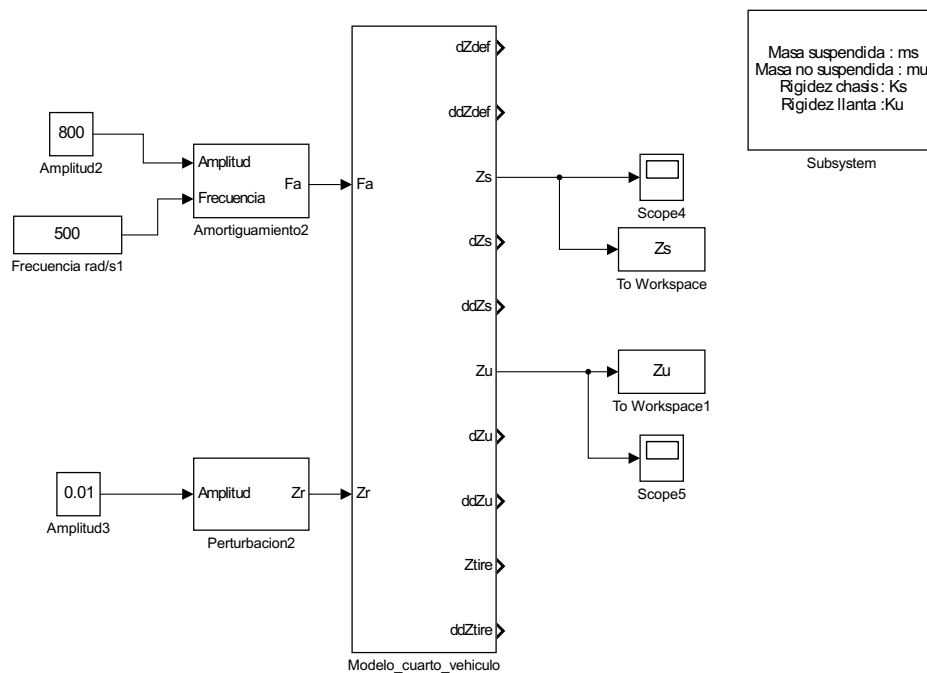 dZdef
ddZdef
Masa suspendida : ms
Masa no suspendida : mu
Rigidez chasis : Ks
Rigidez llanta :Ku
Subsystem
800
Amplitud2
Amplitud
Frecuencia
Fa
Amortiguamiento2
Fa
Zs
Scope4
500
Frecuencia rad/s1
dZs
Zs
To Workspace
ddZs
Zu
Zu
To Workspace1
dZu
Scope5
0.01
Amplitud3
Amplitud
Zr
Perturbacion2
Zr
ddZu
Ztire
ddZtire
Modelo_cuarto_vehiculo